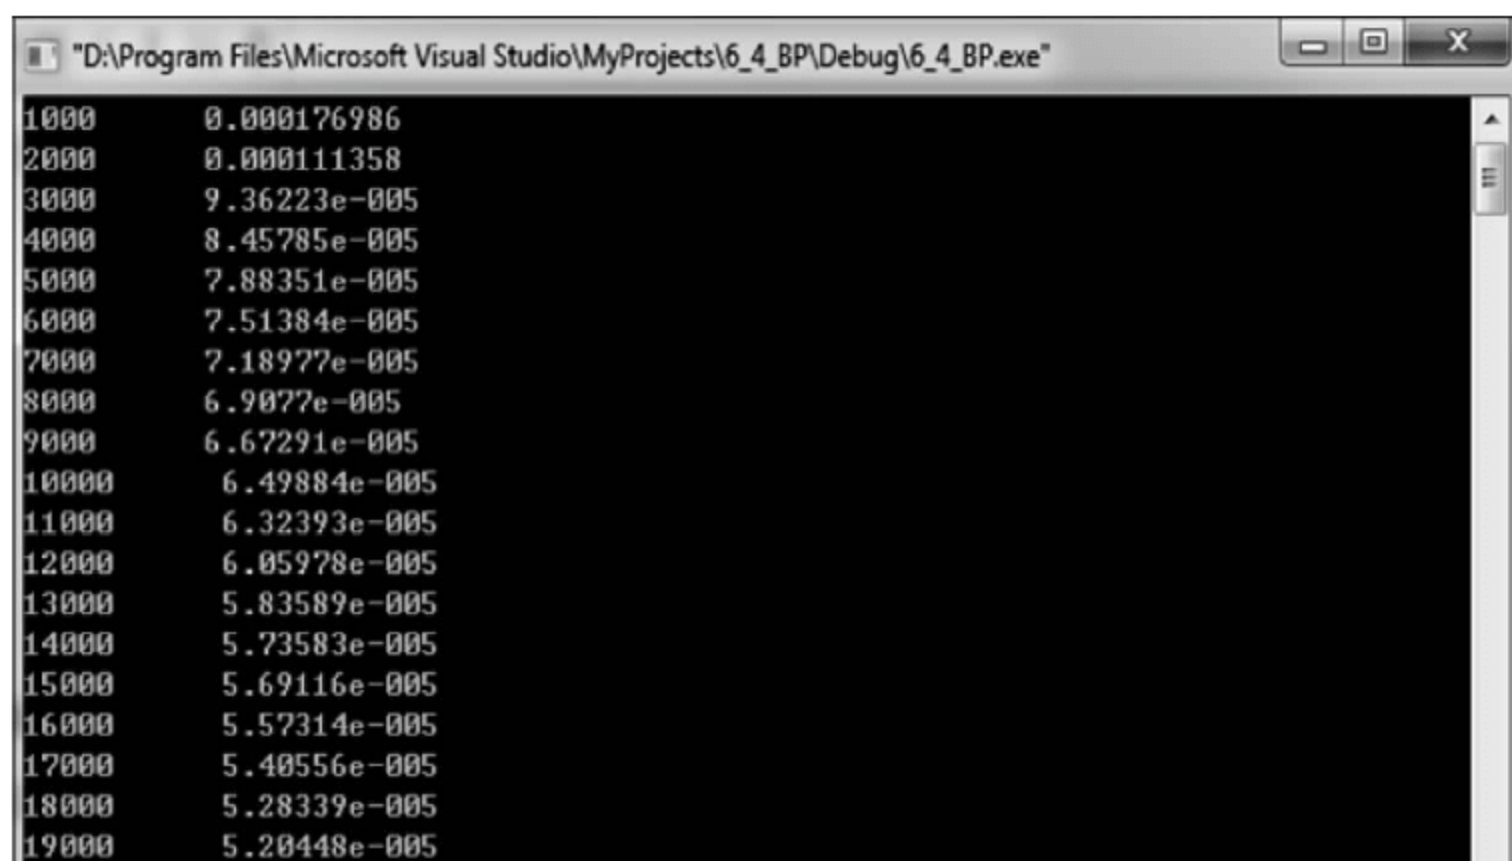 "D:\Program Files\Microsoft Visual Studio\MyProjects\6_4_BP\Debug\6_4_BP.exe"
1000 0.000176986
2000 0.000111358
3000 9.36223e-005
4000 8.45785e-005
5000 7.88351e-005
6000 7.51384e-005
7000 7.18977e-005
8000 6.9077e-005
9000 6.67291e-005
10000 6.49884e-005
11000 6.32393e-005
12000 6.05978e-005
13000 5.83589e-005
14000 5.73583e-005
15000 5.69116e-005
16000 5.57314e-005
17000 5.40556e-005
18000 5.28339e-005
19000 5.20448e-005